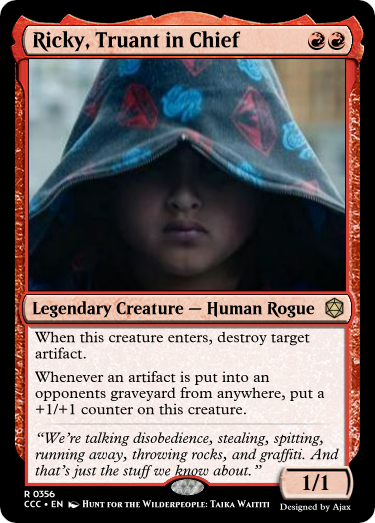 Ricky, Truant in Chief
Legendary Creature — Human Rogue
When this creature enters, destroy target
artifact.
Whenever an artifact is put into an
opponents graveyard from anywhere, put a
+1/+1 counter on this creature.
“We’re talking disobedience, stealing, spitting,
running away, throwing rocks, and graffiti. And
that’s just the stuff we know about.”
1/1
R 0356
CCC • EN Hunt for the Wilderpeople: Taika Waititi
Designed by Ajax